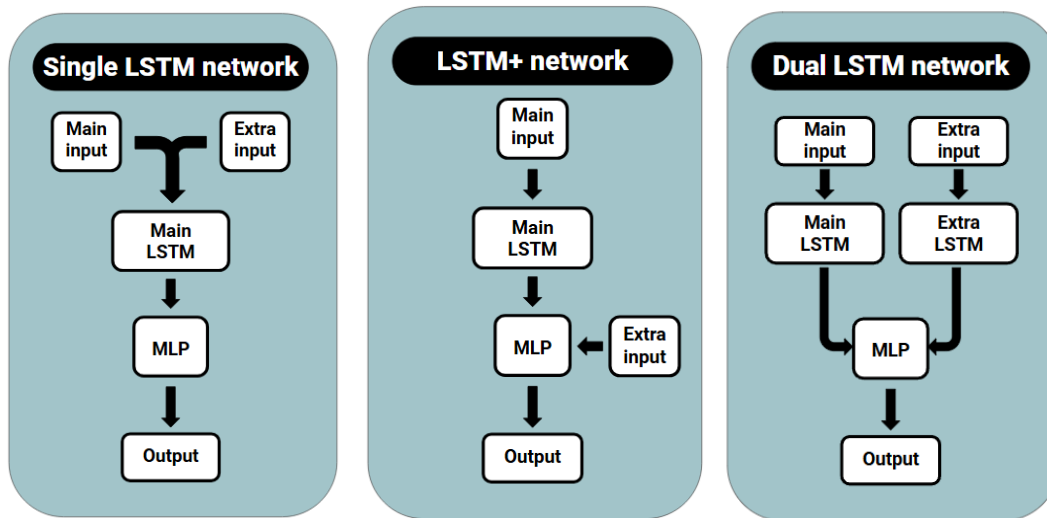 Single LSTM network
Main
input
Extra
input
Main
LSTM
MLP
Output
LSTM+ network
Main
input
Main
LSTM
MLP
Extra
input
Output
Dual LSTM network
Main
input
Extra
input
Main
LSTM
Extra
LSTM
MLP
Output